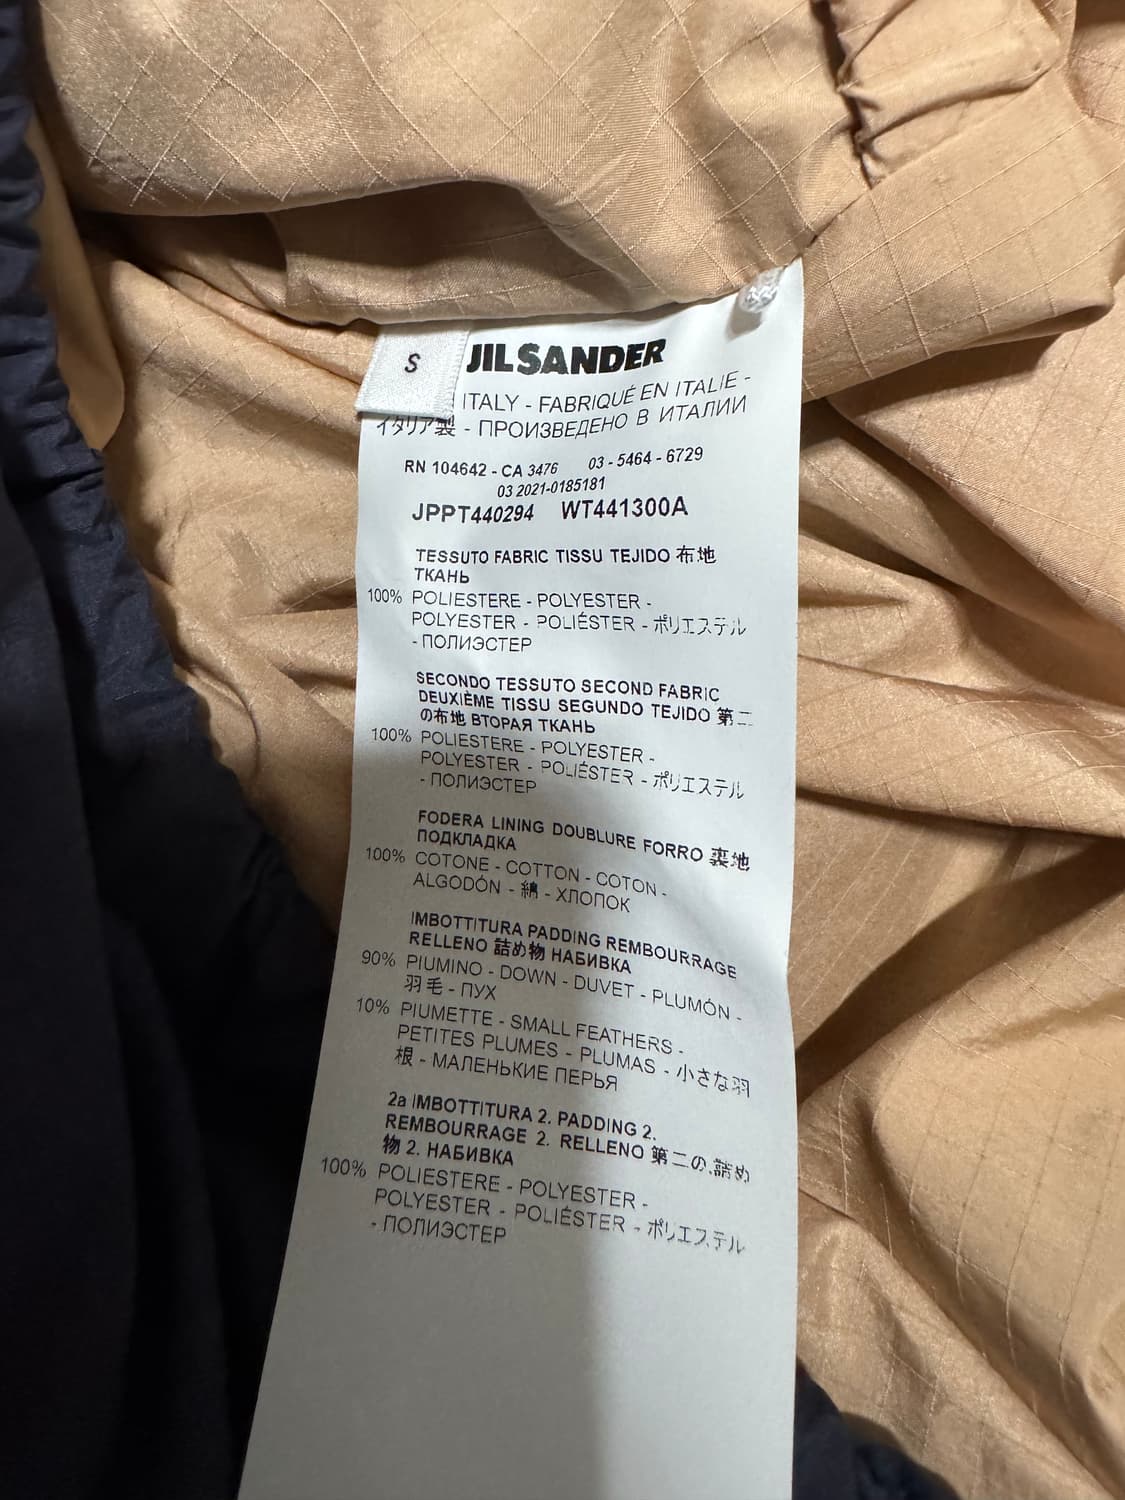 S
JIL SANDER
ITALY - FABRIQUÉ EN ITALIE -
イタリア製 - ПРОИЗВЕДЕНО В ИТАЛИИ
RN 104642 - CA 3476 03 - 5464 - 6729
03 2021-0185181
JPPT440294 WT441300A
TESSUTO FABRIC TISSU TEJIDO 布地
ТКАНЬ
100% POLIESTERE - POLYESTER -
POLYESTER - POLIÉSTER - ポリエステル
- ПОЛИЭСТЕР
SECONDO TESSUTO SECOND FABRIC
DEUXIÈME TISSU SEGUNDO TEJIDO 第二
の布地 ВТОРАЯ ТКАНЬ
100% POLIESTERE - POLYESTER -
POLYESTER - POLIÉSTER - ポリエステル
- ПОЛИЭСТЕР
FODERA LINING DOUBLURE FORRO 裏地
ПОДКЛАДКА
100% COTONE - COTTON - COTON -
ALGODÓN - 綿 - ХЛОПОК
IMBOTTITURA PADDING REMBOURRAGE
RELLENO 詰め物 НАБИВКА
90% PIUMINO - DOWN - DUVET - PLUMÓN -
羽毛 - ПУХ
10% PIUMETTE - SMALL FEATHERS -
PETITES PLUMES - PLUMAS - 小さな羽
根 - МАЛЕНЬКИЕ ПЕРЬЯ
2a IMBOTTITURA 2. PADDING 2.
REMBOURRAGE 2. RELLENO 第二の詰め
物 2. НАБИВКА
100% POLIESTERE - POLYESTER -
POLYESTER - POLIÉSTER - ポリエステル
- ПОЛИЭСТЕР